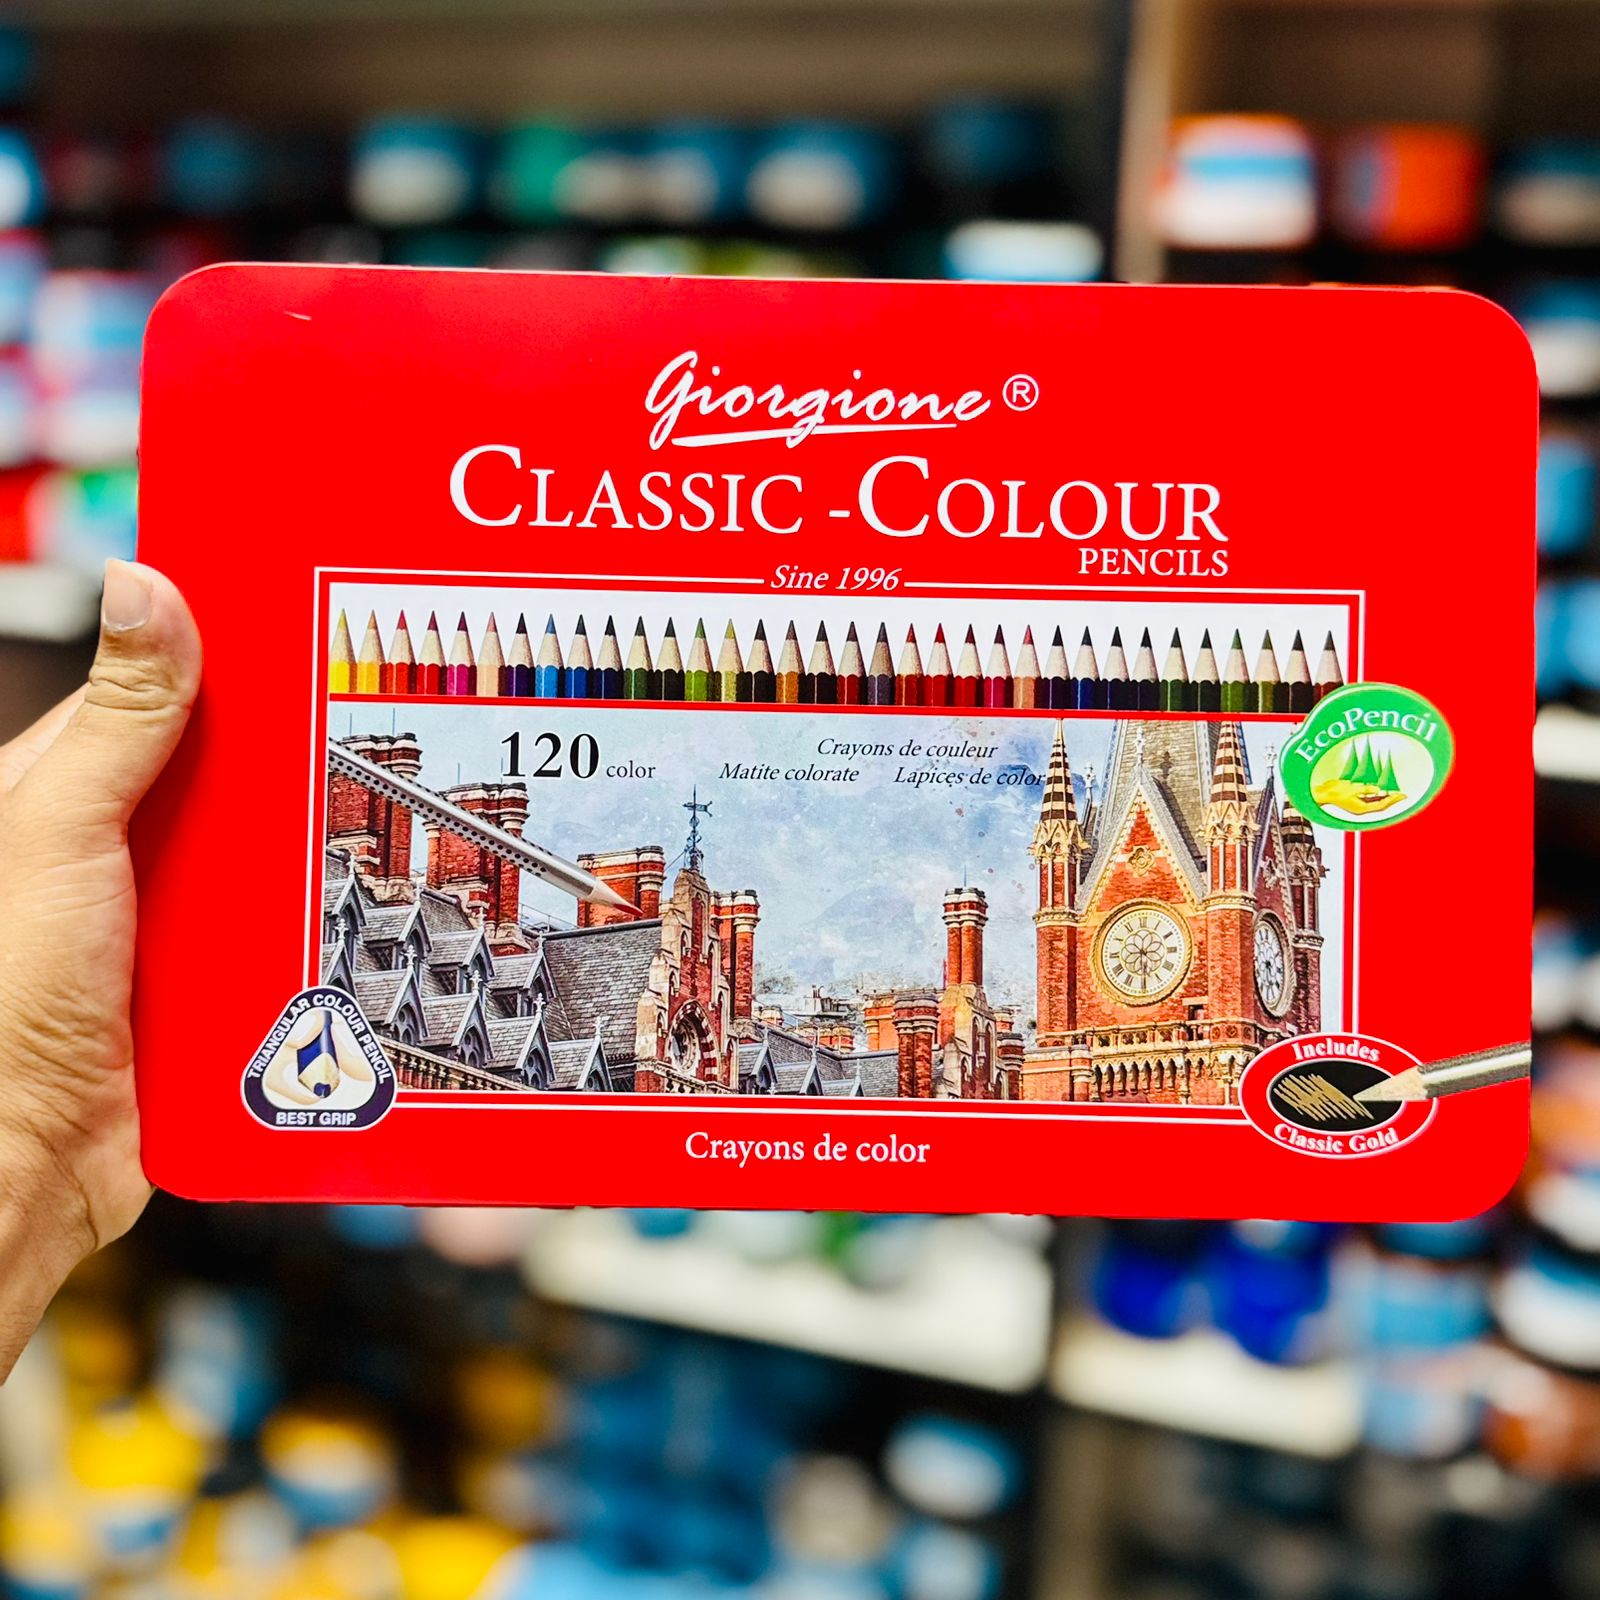 Giorgione ®
CLASSIC -COLOUR
PENCILS
Sine 1996
120 color
Crayons de couleur
Matite colorate Lapices de color
EcoPencil
TRIANGULAR COLOUR PENCIL
BEST GRIP
Includes
Classic Gold
Crayons de color